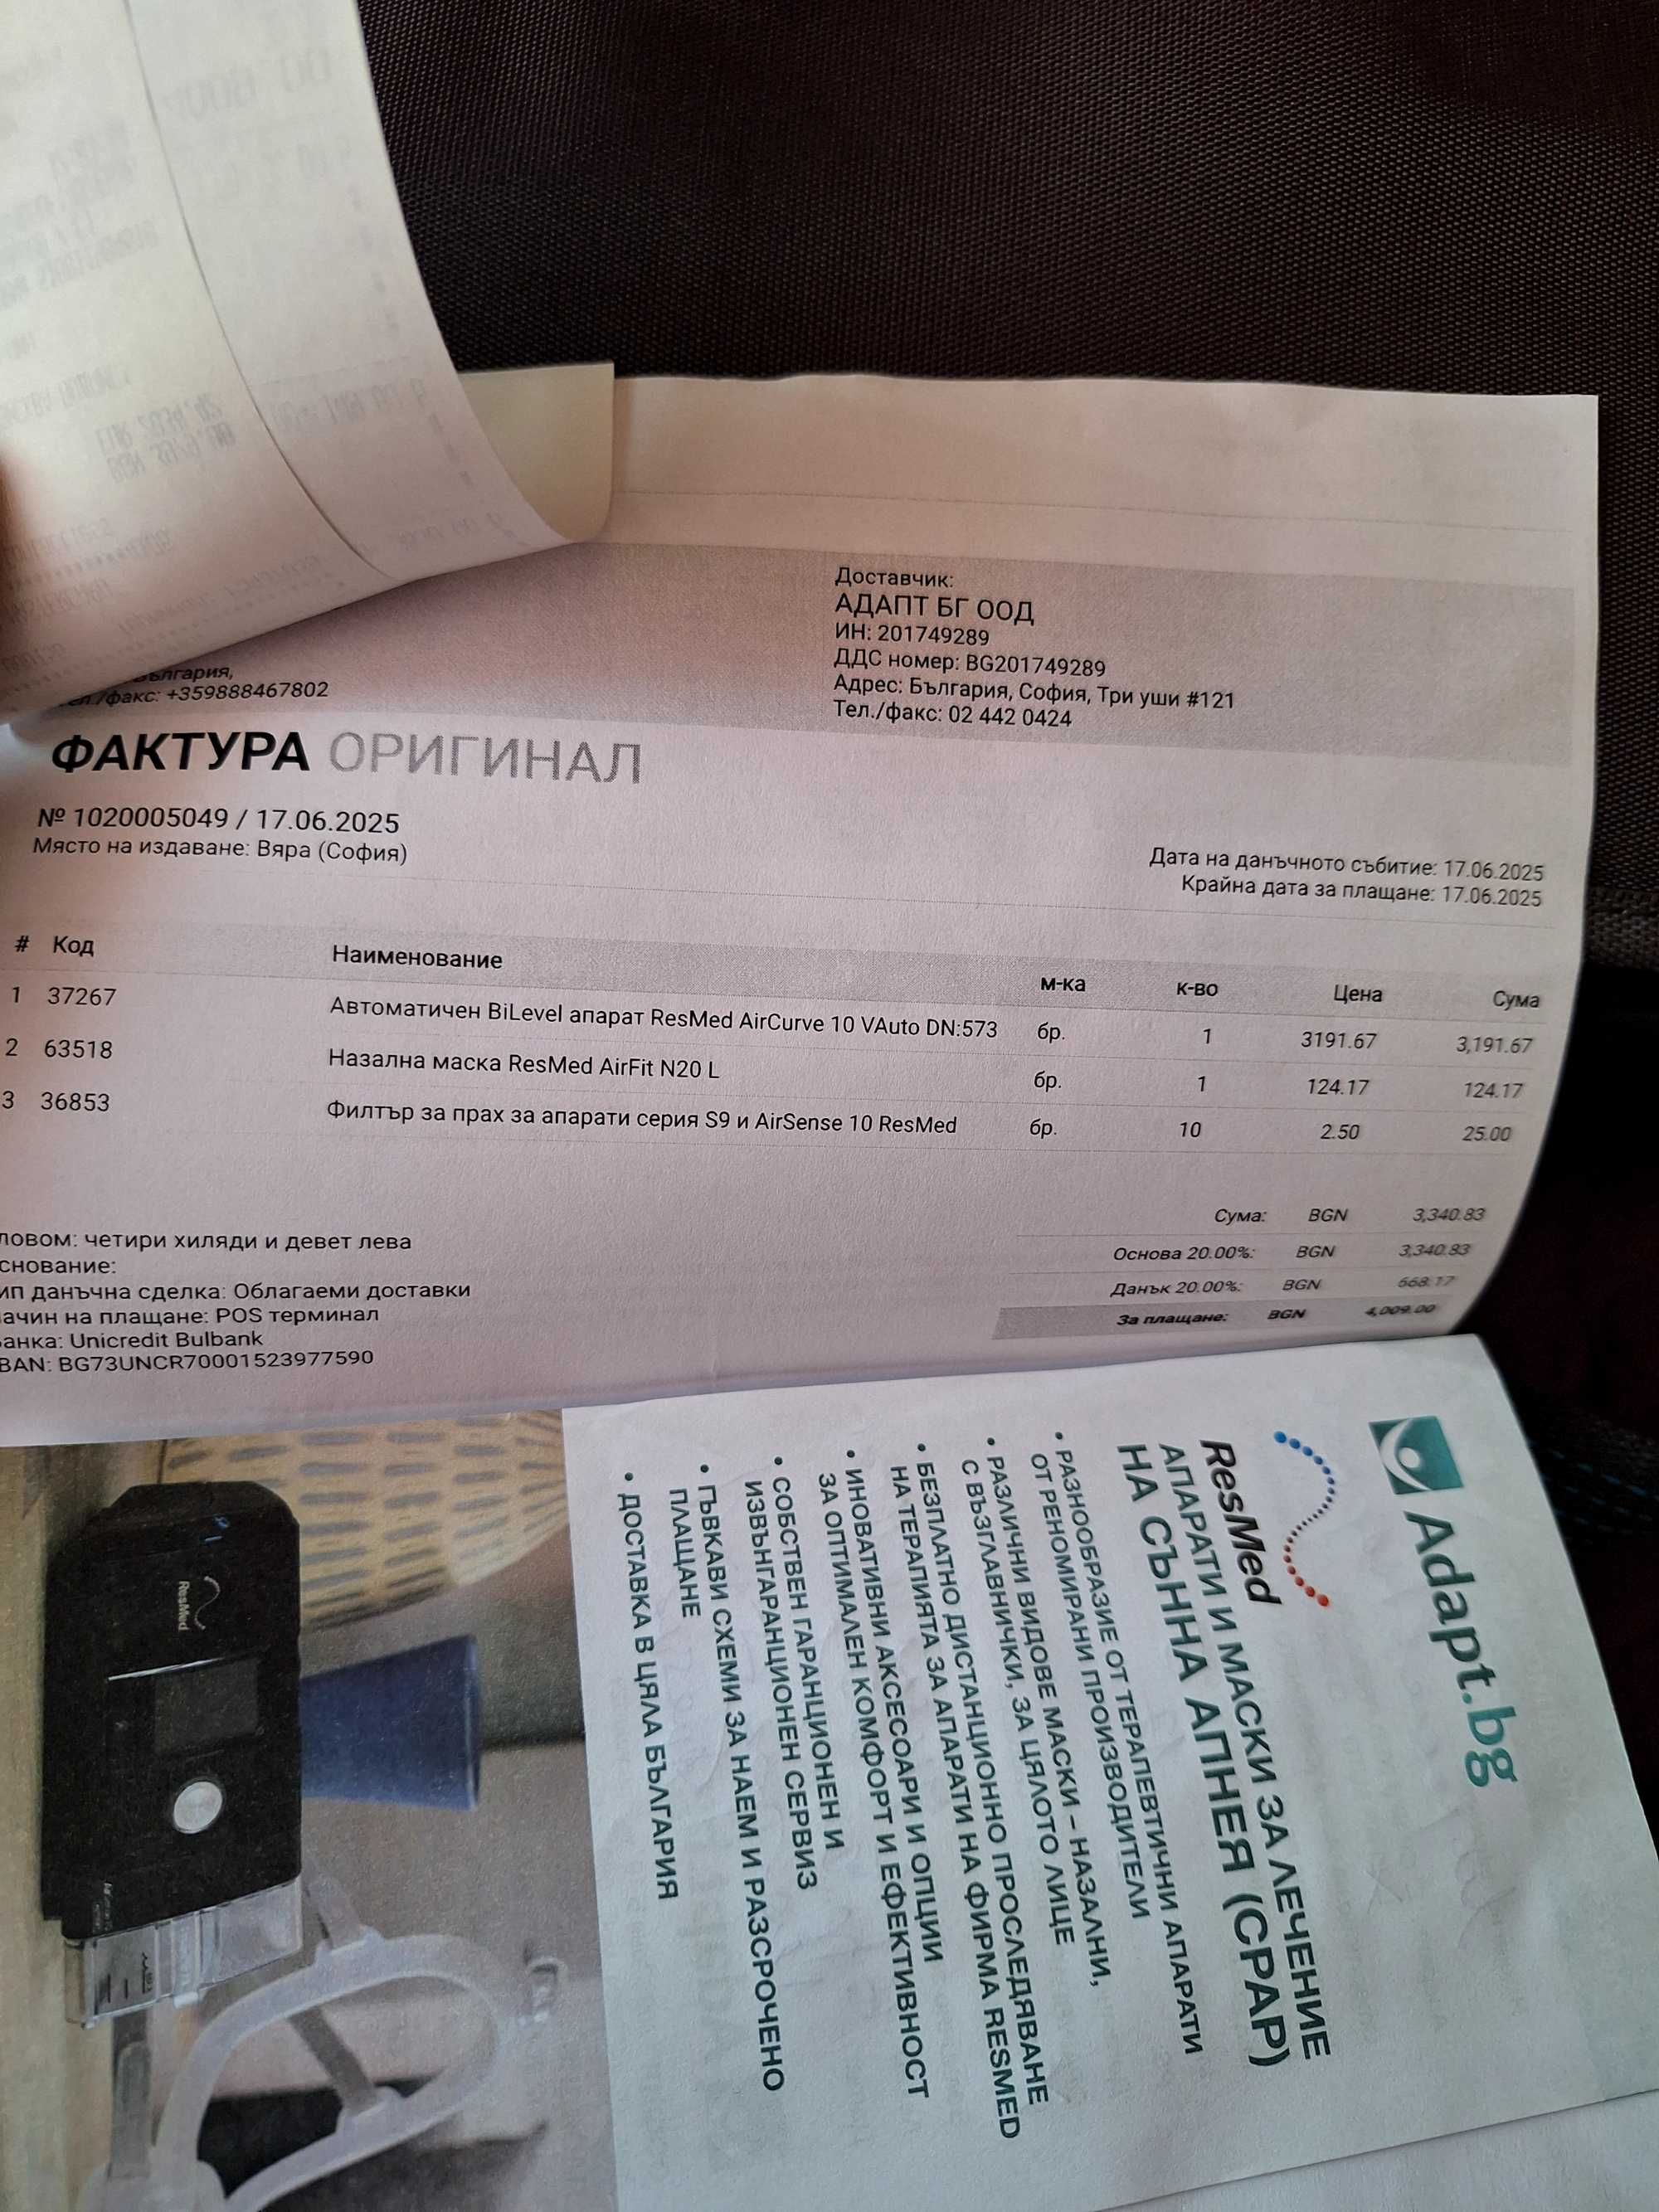 Доставчик:
АДАПТ БГ ООД
ИН: 201749289
ДДС номер: BG201749289
Адрес: България, София, Три уши #121
Тел./факс: 02 442 0424
ългария,
ел./факс: +359888467802
ФАКТУРА ОРИГИНАЛ
№ 1020005049 / 17.06.2025
Място на издаване: Вяра (София)
Дата на данъчното събитие: 17.06.2025
Крайна дата за плащане: 17.06.2025
# Код Наименование м-ка к-во Цена Сума
1 37267 Автоматичен BiLevel апарат ResMed AirCurve 10 VAuto DN:573 бр. 1 3191.67 3,191.67
2 63518 Назална маска ResMed AirFit N20 L бр. 1 124.17 124.17
3 36853 Филтър за прах за апарати серия S9 и AirSense 10 ResMed бр. 10 2.50 25.00
Сума: BGN 3,340.83
Основа 20.00%: BGN 3,340.83
Данък 20.00%: BGN 668.17
За плащане: BGN 4,009.00
ловом: четири хиляди и девет лева
снование:
ип данъчна сделка: Облагаеми доставки
ачин на плащане: POS терминал
анка: Unicredit Bulbank
BAN: BG73UNCR70001523977590
Adapt.bg
ResMed
АПАРАТИ И МАСКИ ЗА ЛЕЧЕНИЕ
НА СЪННА АПНЕЯ (CPAP)
• РАЗНООБРАЗИЕ ОТ ТЕРАПЕВТИЧНИ АПАРАТИ
ОТ РЕНОМИРАНИ ПРОИЗВОДИТЕЛИ
• РАЗЛИЧНИ ВИДОВЕ МАСКИ – НАЗАЛНИ,
С ВЪЗГЛАВНИЧКИ, ЗА ЦЯЛОТО ЛИЦЕ
• БЕЗПЛАТНО ДИСТАНЦИОННО ПРОСЛЕДЯВАНЕ
НА ТЕРАПИЯТА ЗА АПАРАТИ НА ФИРМА RESMED
• ИНОВАТИВНИ АКСЕСОАРИ И ОПЦИИ
ЗА ОПТИМАЛЕН КОМФОРТ И ЕФЕКТИВНОСТ
• СОБСТВЕН ГАРАНЦИОНЕН И
ИЗВЪНГАРАНЦИОНЕН СЕРВИЗ
• ГЪВКАВИ СХЕМИ ЗА НАЕМ И РАЗСРОЧЕНО
ПЛАЩАНЕ
• ДОСТАВКА В ЦЯЛА БЪЛГАРИЯ
ResMed